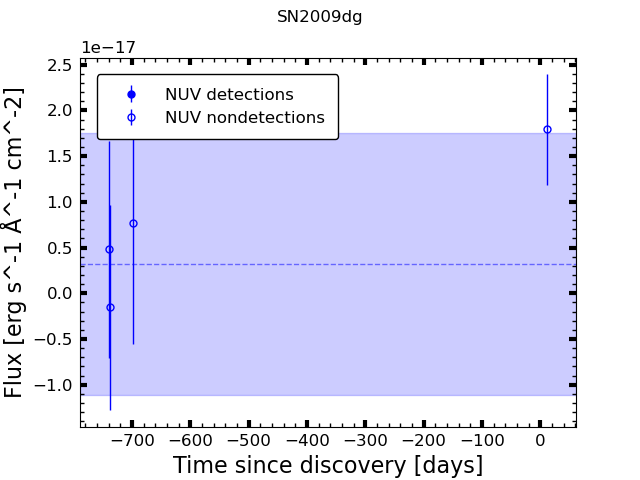 SN2009dg
1e−17
2.5
2.0
1.5
1.0
0.5
0.0
−0.5
−1.0
Flux [erg s^-1 Å^-1 cm^-2]
NUV detections
NUV nondetections
−700 −600 −500 −400 −300 −200 −100 0
Time since discovery [days]